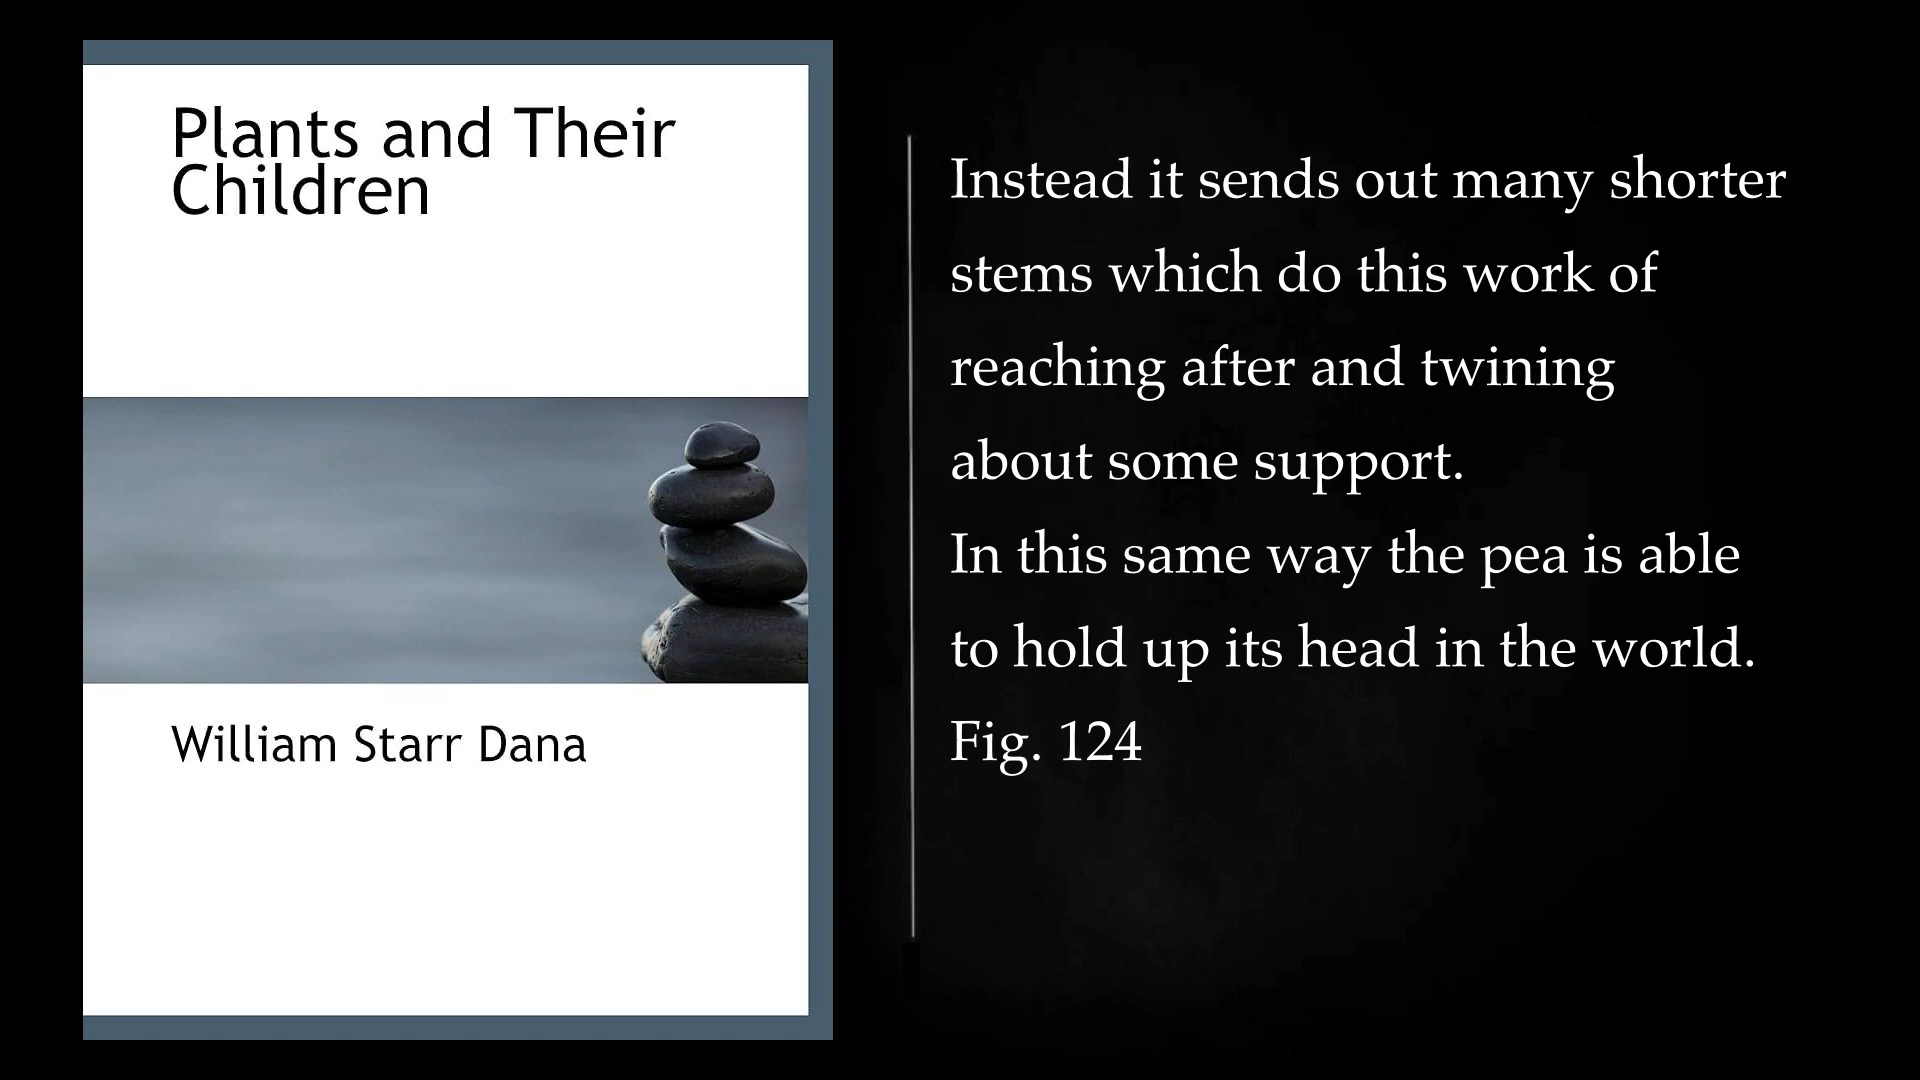 Plants and Their
Children
William Starr Dana
Instead it sends out many shorter
stems which do this work of
reaching after and twining
about some support.
In this same way the pea is able
to hold up its head in the world.
Fig. 124